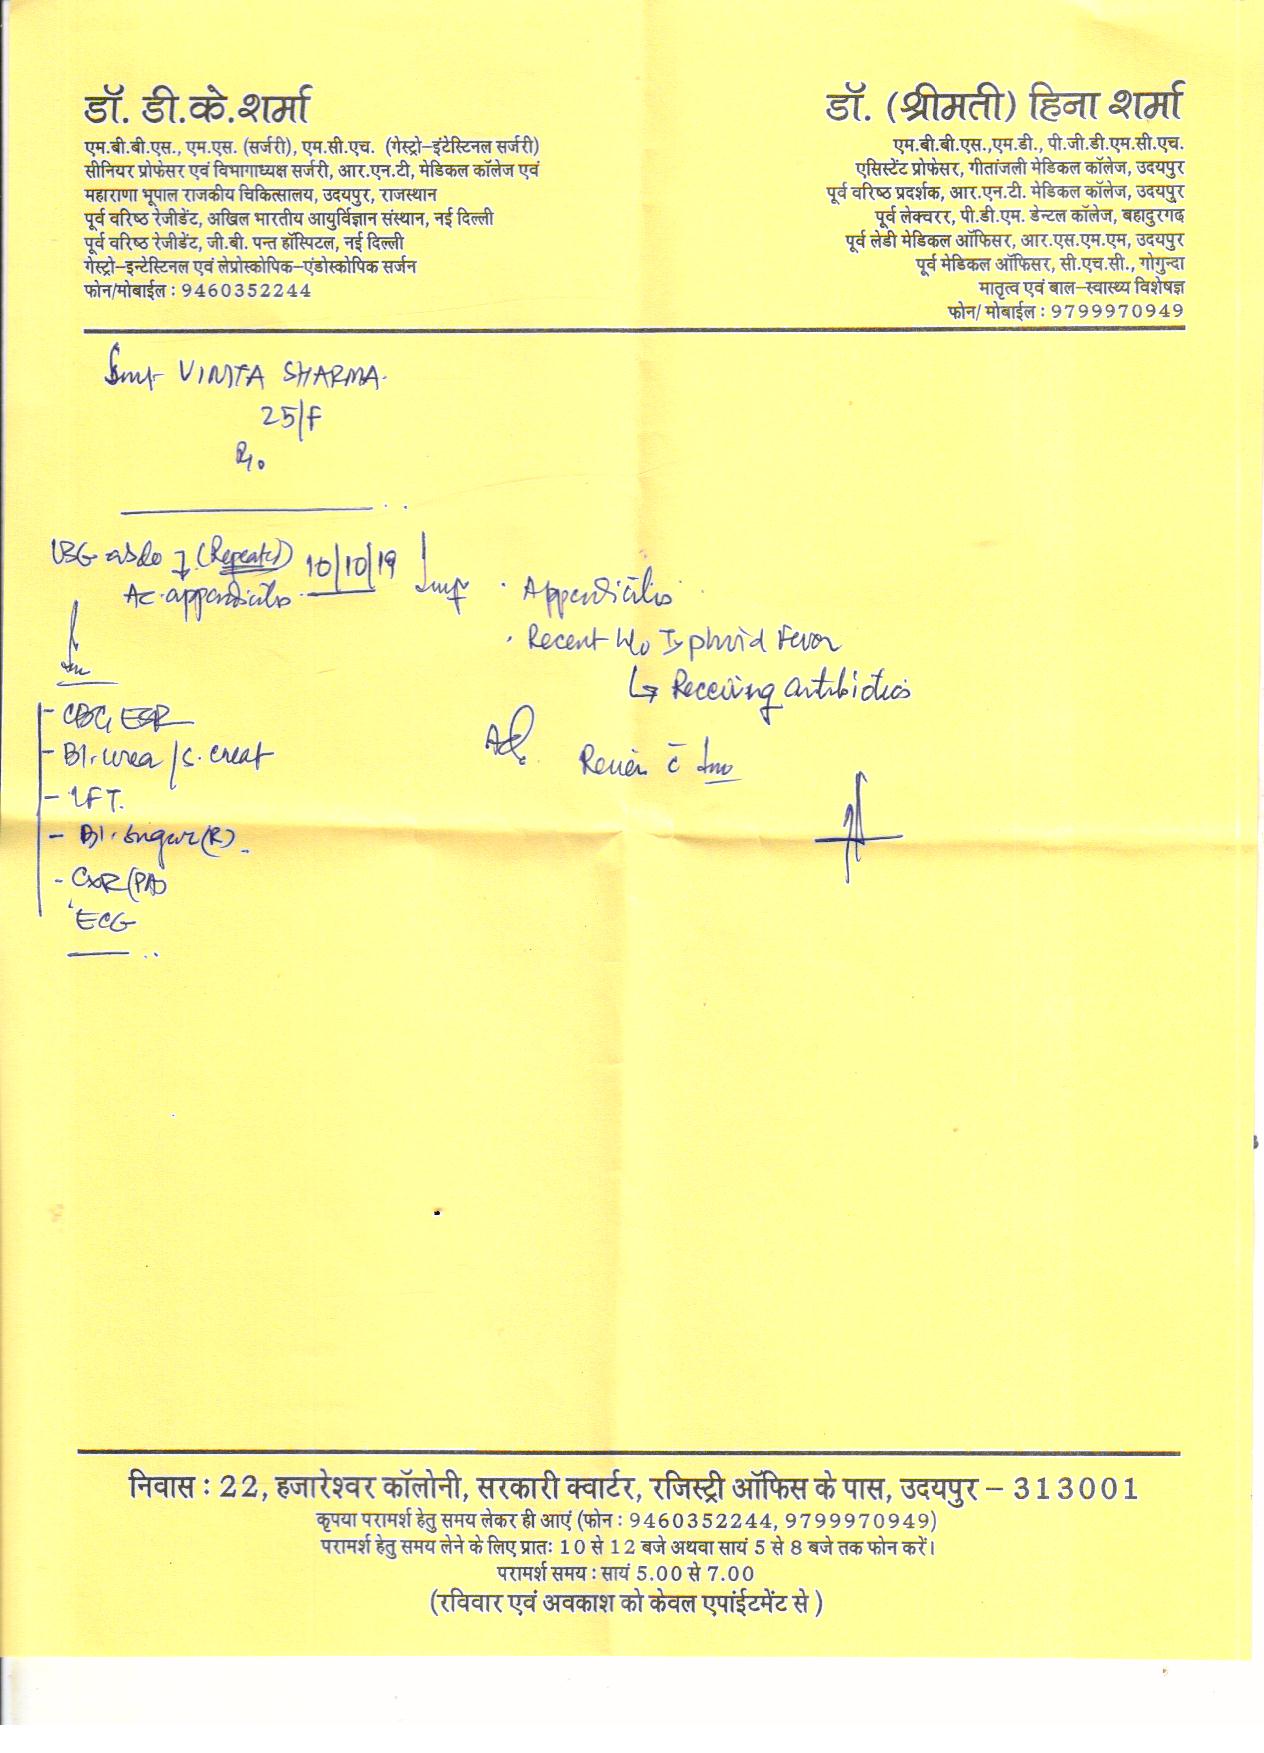 डॉ. डी.के.शर्मा
एम.बी.बी.एस., एम.एस. (सर्जरी), एम.सी.एच. (गेस्ट्रो-इंटेस्टिनल सर्जरी)
सीनियर प्रोफेसर एवं विभागाध्यक्ष सर्जरी, आर.एन.टी, मेडिकल कॉलेज एवं
महाराणा भूपाल राजकीय चिकित्सालय, उदयपुर, राजस्थान
पूर्व वरिष्ठ रेजीडेंट, अखिल भारतीय आयुर्विज्ञान संस्थान, नई दिल्ली
पूर्व वरिष्ठ रेजीडेंट, जी.बी. पन्त हॉस्पिटल, नई दिल्ली
गेस्ट्रो-इन्टेस्टिनल एवं लेप्रोस्कोपिक-एंडोस्कोपिक सर्जन
फोन/मोबाईल : 9460352244
डॉ. (श्रीमती) हिना शर्मा
एम.बी.बी.एस.,एम.डी., पी.जी.डी.एम.सी.एच.
एसिस्टेंट प्रोफेसर, गीतांजली मेडिकल कॉलेज, उदयपुर
पूर्व वरिष्ठ प्रदर्शक, आर.एन.टी. मेडिकल कॉलेज, उदयपुर
पूर्व लेक्चरर, पी.डी.एम. डेन्टल कॉलेज, बहादुरगढ़
पूर्व लेडी मेडिकल ऑफिसर, आर.एस.एम.एम, उदयपुर
पूर्व मेडिकल ऑफिसर, सी.एच.सी., गोगुन्दा
मातृत्व एवं बाल-स्वास्थ्य विशेषज्ञ
फोन/ मोबाईल : 9799970949
SHARMA
25/F
(Repeated) 10/10/19
Ac. appendicitis
- CBC, ESR
- Bl. urea / S. creat
- LFT.
- Bl. Sugar (R)
- CXR (PA)
ECG
. Appendicitis
. Recent H/o Typhoid Fever
↳ Receiving antibiotics
Adv. Review c̄ Inv
निवास : 22, हजारेश्वर कॉलोनी, सरकारी क्वार्टर, रजिस्ट्री ऑफिस के पास, उदयपुर – 313001
कृपया परामर्श हेतु समय लेकर ही आएं (फोन : 9460352244, 9799970949)
परामर्श हेतु समय लेने के लिए प्रातः 10 से 12 बजे अथवा सायं 5 से 8 बजे तक फोन करें।
परामर्श समय : सायं 5.00 से 7.00
(रविवार एवं अवकाश को केवल एपांईटमेंट से )